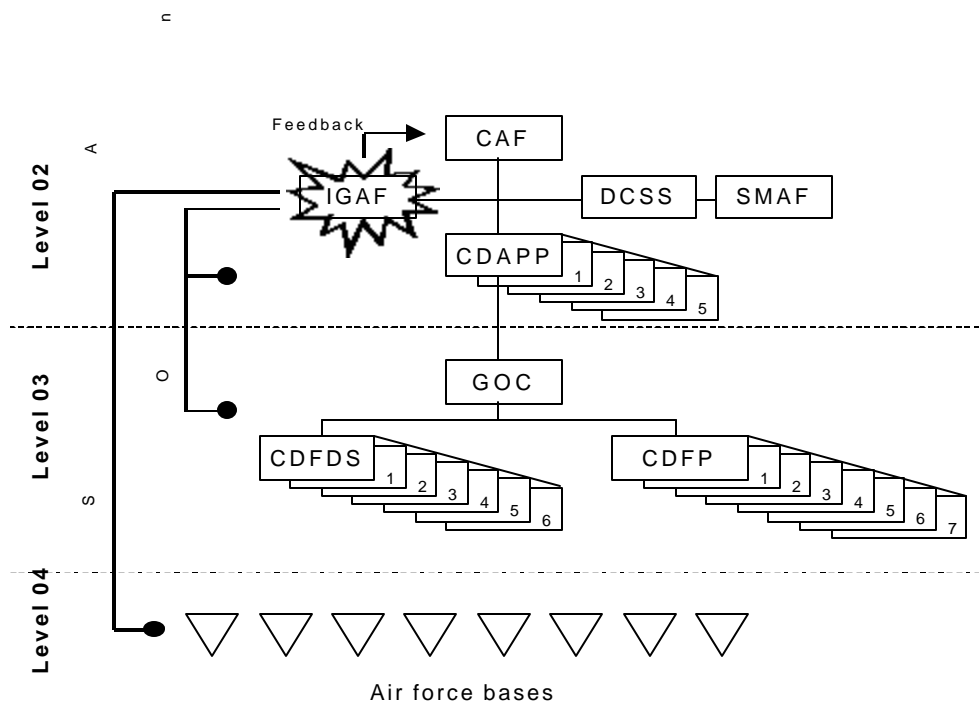 n
Feedback
CAF
A
Level 02
IGAF
DCSS
SMAF
CDAPP
1
2
3
4
5
Level 03
O
GOC
CDFDS
1
2
3
4
5
6
CDFP
1
2
3
4
5
6
7
S
Level 04
Air force bases